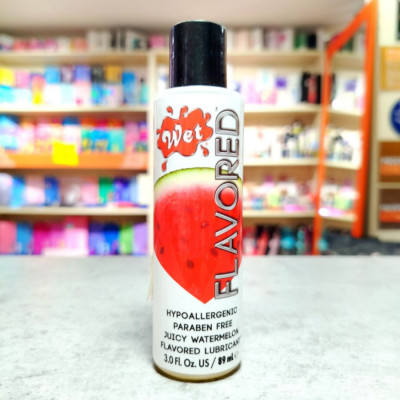 Wet
FLAVORED
HYPOALLERGENIC
PARABEN FREE
JUICY WATERMELON
FLAVORED LUBRICANT
3.0 FL. Oz. US / 89 mL